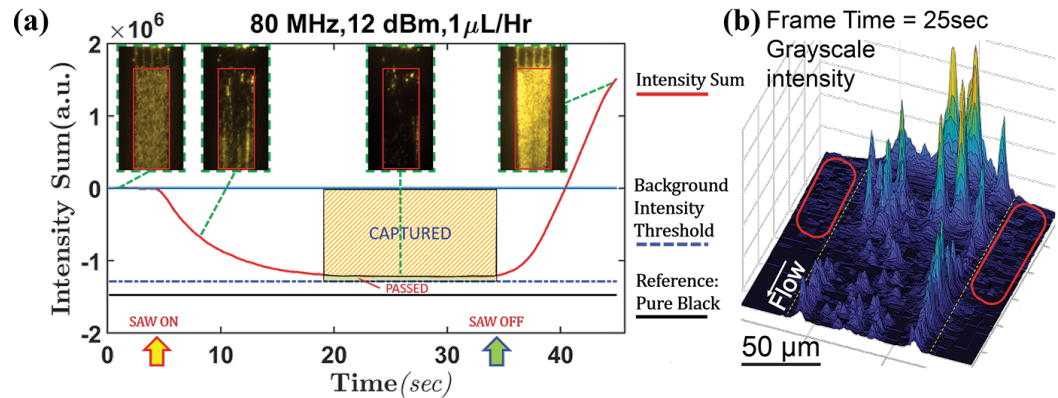 (a)
80 MHz,12 dBm,1μL/Hr
× 10⁶
Intensity Sum(a.u.)
2
1
0
-1
-2
CAPTURED
PASSED
SAW ON
SAW OFF
0
10
20
30
40
Time(sec)
Intensity Sum
Background
Intensity
Threshold
Reference:
Pure Black
(b)
Frame Time = 25sec
Grayscale
intensity
Flow
50 μm